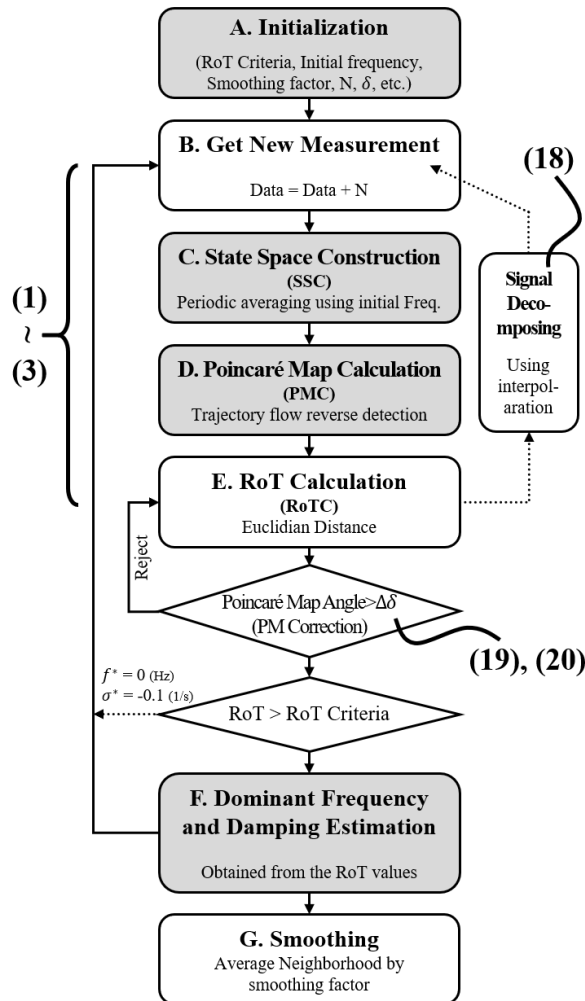 A. Initialization
(RoT Criteria, Initial frequency,
Smoothing factor, N, δ, etc.)
B. Get New Measurement
Data = Data + N
(18)
C. State Space Construction
(SSC)
Periodic averaging using initial Freq.
Signal
Deco-
mposing
Using
interpol-
aration
(1)
~
(3)
D. Poincaré Map Calculation
(PMC)
Trajectory flow reverse detection
E. RoT Calculation
(RoTC)
Euclidian Distance
Reject
Poincaré Map Angle>Δδ
(PM Correction)
(19), (20)
f* = 0 (Hz)
σ* = -0.1 (1/s)
RoT > RoT Criteria
F. Dominant Frequency
and Damping Estimation
Obtained from the RoT values
G. Smoothing
Average Neighborhood by
smoothing factor